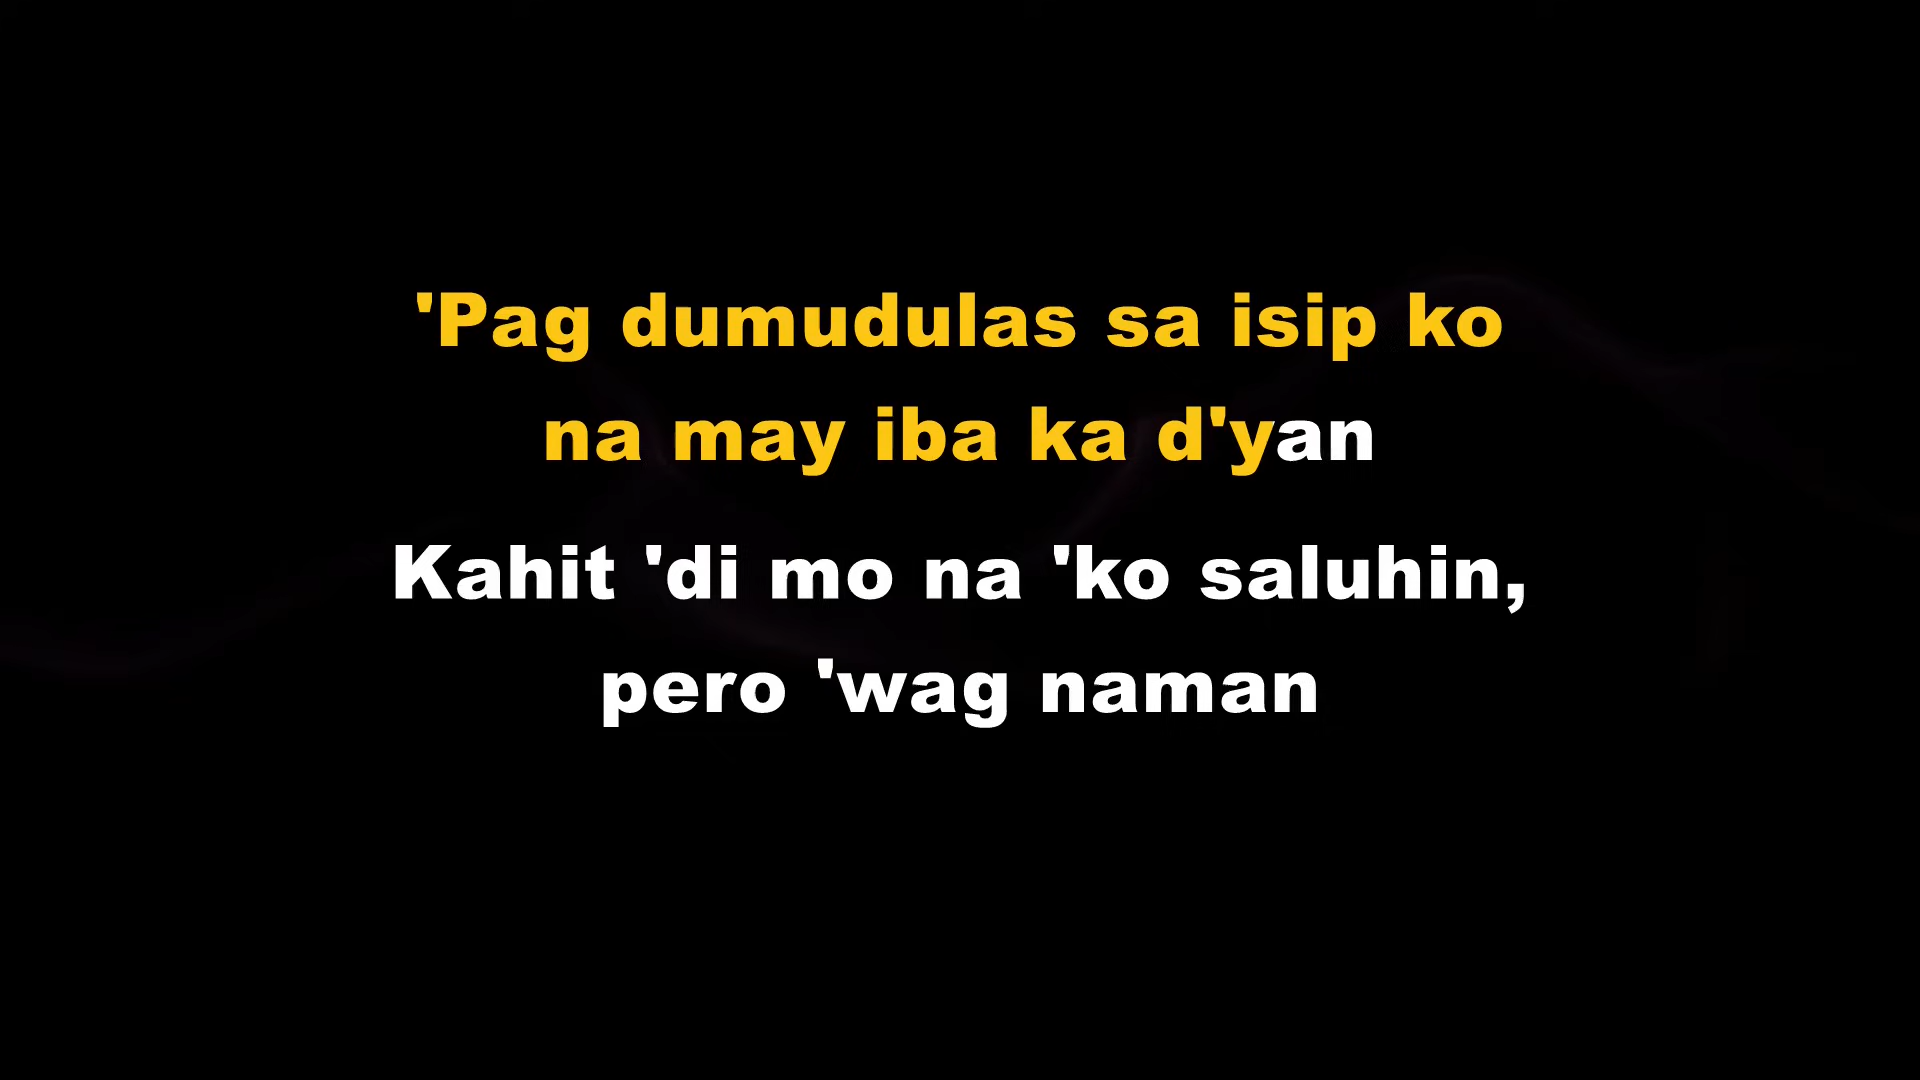 'Pag dumudulas sa isip ko
na may iba ka d'yan
Kahit 'di mo na 'ko saluhin,
pero 'wag naman